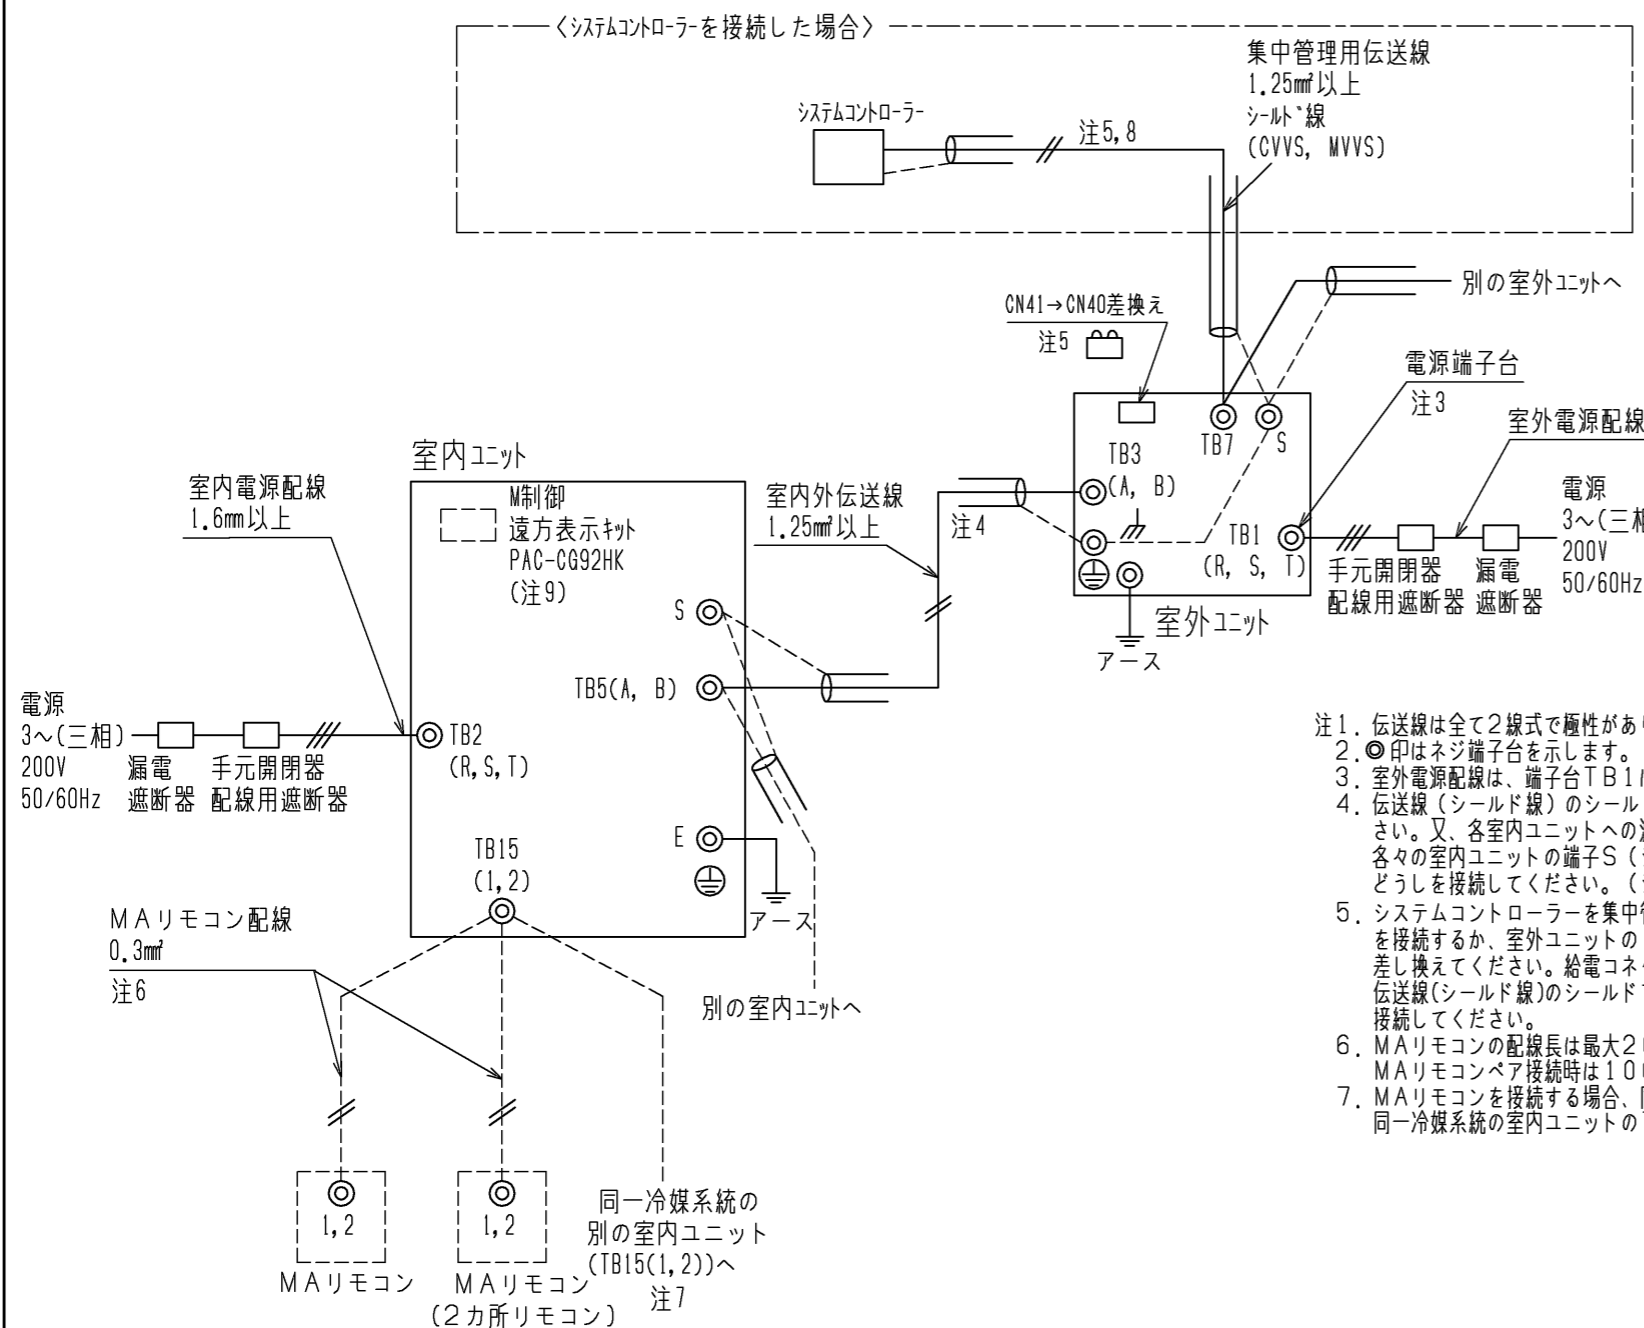 〈システムコントローラーを接続した場合〉
集中管理用伝送線
1.25㎟以上
シールド線
(CVVS, MVVS)
システムコントローラー
注5,8
別の室外ユニットへ
CN41→CN40差換え
注5
電源端子台
注3
室外電源配線
電源
3～(三相
200V
50/60Hz
TB7
S
TB3
(A, B)
TB1
(R, S, T)
手元開閉器
配線用遮断器
漏電
遮断器
室外ユニット
アース
室内ユニット
M制御
遠方表示キット
PAC-CG92HK
(注9)
室内電源配線
1.6mm以上
室内外伝送線
1.25㎟以上
注4
S
TB5(A, B)
電源
3～(三相)
200V
50/60Hz
漏電
遮断器
手元開閉器
配線用遮断器
TB2
(R,S,T)
E
アース
TB15
(1,2)
MAリモコン配線
0.3㎟
注6
別の室内ユニットへ
1,2
MAリモコン
1,2
MAリモコン
(2カ所リモコン)
同一冷媒系統の
別の室内ユニット
(TB15(1,2))へ
注7
注1. 伝送線は全て2線式で極性があり
2. ◎印はネジ端子台を示します。
3. 室外電源配線は、端子台TB1
4. 伝送線(シールド線)のシール
さい。又、各室内ユニットへの
各々の室内ユニットの端子S(
どうしを接続してください。(
5. システムコントローラーを集中
を接続するか、室外ユニットの
差し換えてください。給電コネ
伝送線(シールド線)のシールド
接続してください。
6. MAリモコンの配線長は最大2
MAリモコンペア接続時は10
7. MAリモコンを接続する場合、
同一冷媒系統の室内ユニットの